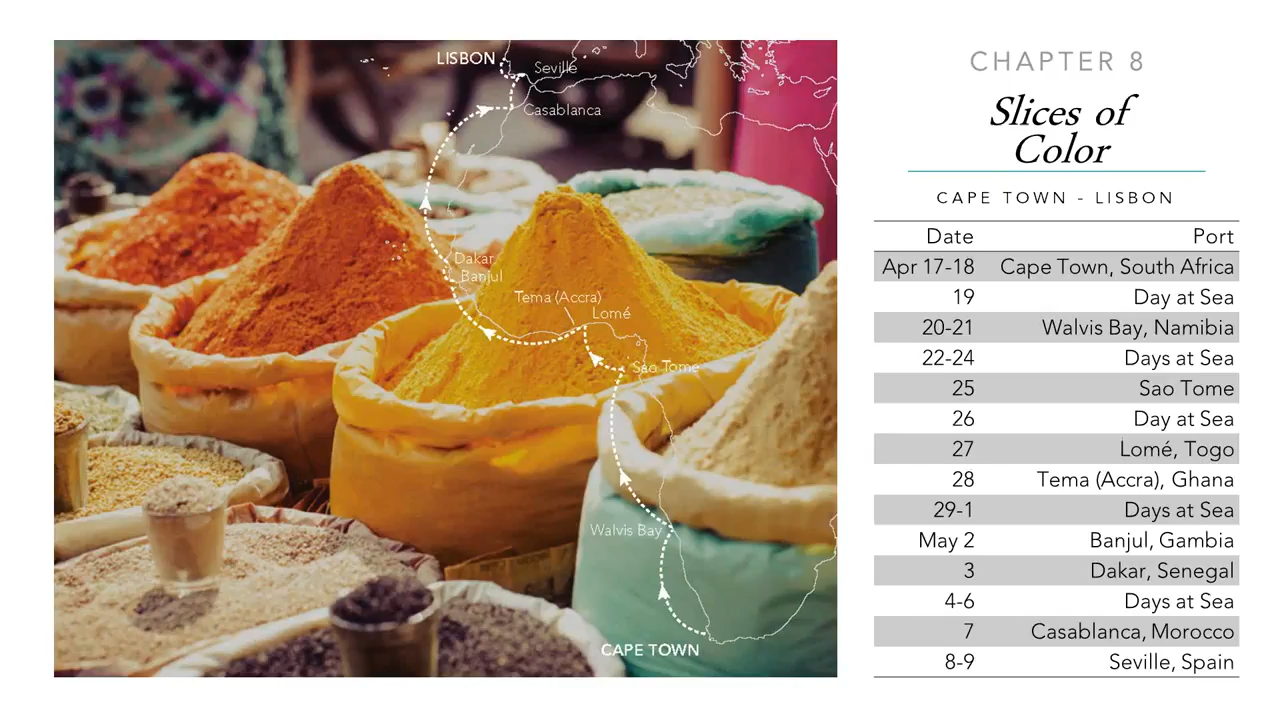 LISBON
Seville
Casablanca
Dakar
Banjul
Tema (Accra)
Lomé
Sao Tome
Walvis Bay
CAPE TOWN
CHAPTER 8
Slices of
Color
CAPE TOWN - LISBON
Date Port
Apr 17-18 Cape Town, South Africa
19 Day at Sea
20-21 Walvis Bay, Namibia
22-24 Days at Sea
25 Sao Tome
26 Day at Sea
27 Lomé, Togo
28 Tema (Accra), Ghana
29-1 Days at Sea
May 2 Banjul, Gambia
3 Dakar, Senegal
4-6 Days at Sea
7 Casablanca, Morocco
8-9 Seville, Spain